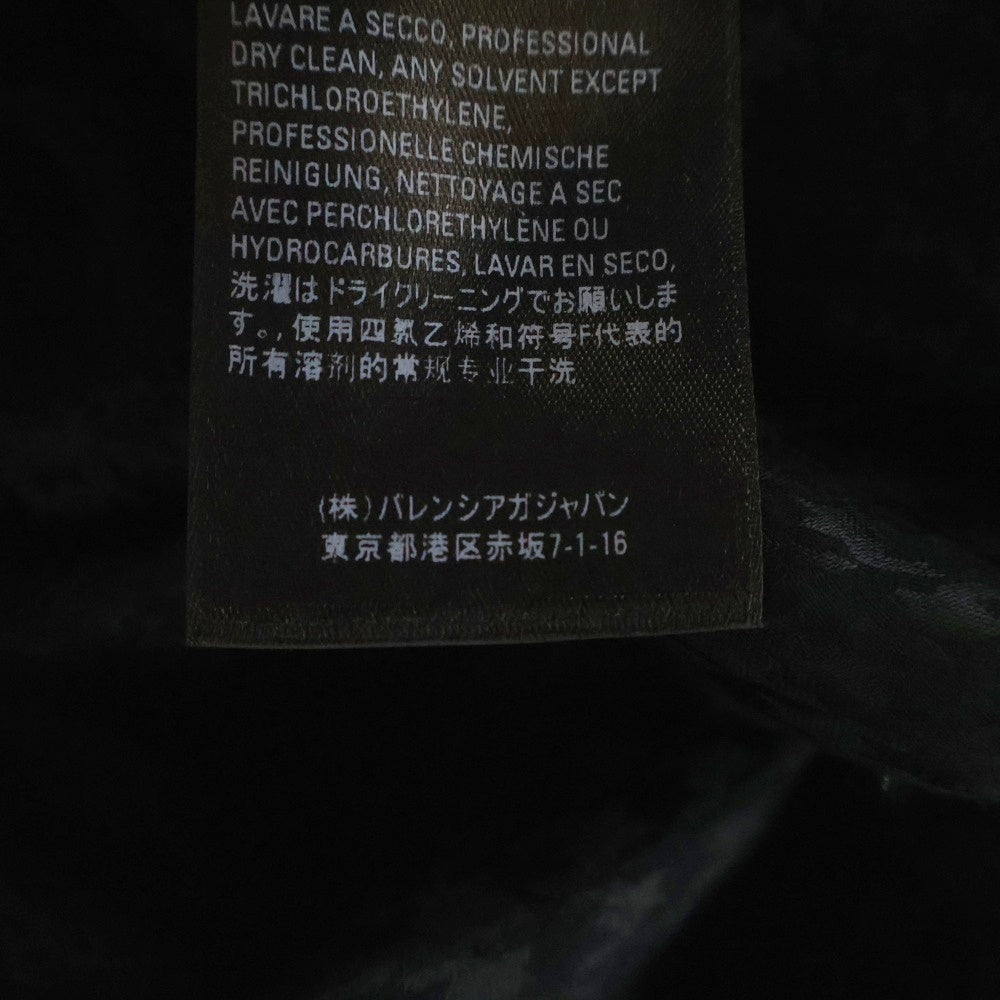 LAVARE A SECCO, PROFESSIONAL
DRY CLEAN, ANY SOLVENT EXCEPT
TRICHLOROETHYLENE,
PROFESSIONELLE CHEMISCHE
REINIGUNG, NETTOYAGE A SEC
AVEC PERCHLORETHYLÈNE OU
HYDROCARBURES, LAVAR EN SECO,
洗濯はドライクリーニングでお願いしま
す。,使用四氯乙烯和符号F代表的
所有溶剂的常规专业干洗
(株)バレンシアガジャパン
東京都港区赤坂7-1-16